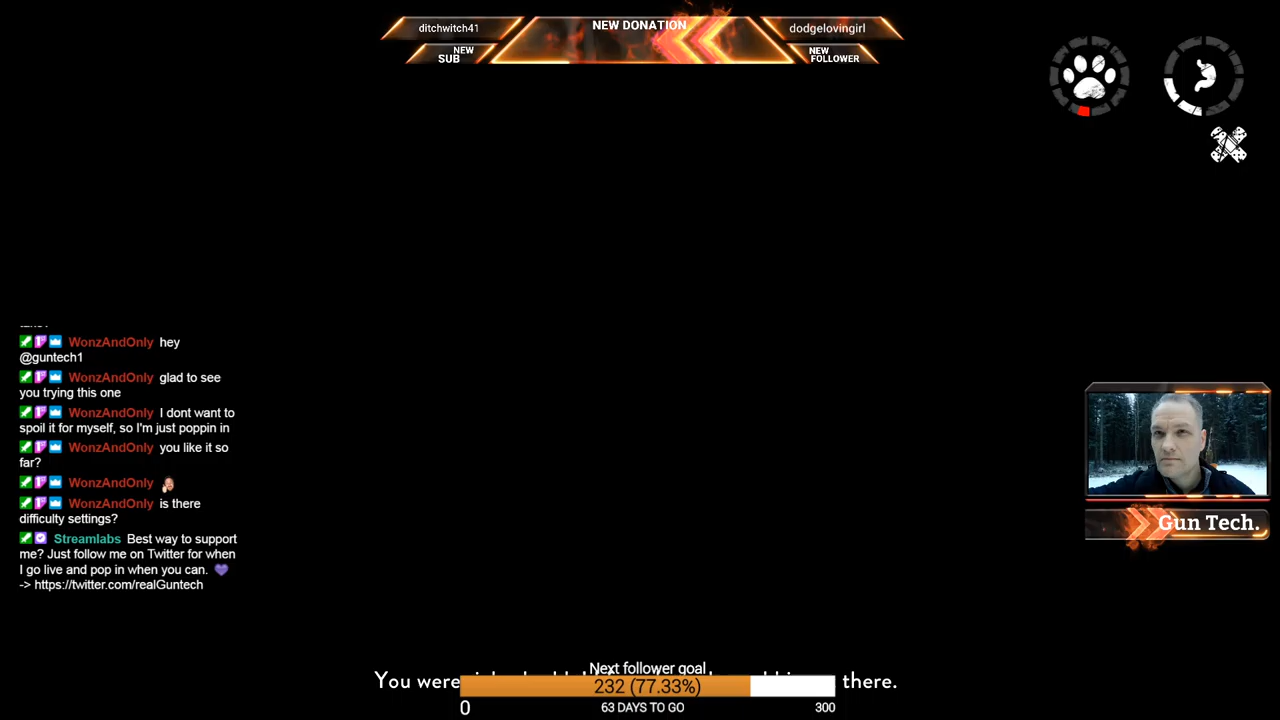 ditchwitch41
NEW DONATION
dodgelovingirl
NEW
SUB
NEW
FOLLOWER
WonzAndOnly hey
@guntech1
WonzAndOnly glad to see
you trying this one
WonzAndOnly I dont want to
spoil it for myself, so I'm just poppin in
WonzAndOnly you like it so
far?
WonzAndOnly
WonzAndOnly is there
difficulty settings?
Streamlabs Best way to support
me? Just follow me on Twitter for when
I go live and pop in when you can. 💜
-> https://twitter.com/realGuntech
Gun Tech.
Next follower goal
You were there.
232 (77.33%)
0 63 DAYS TO GO 300